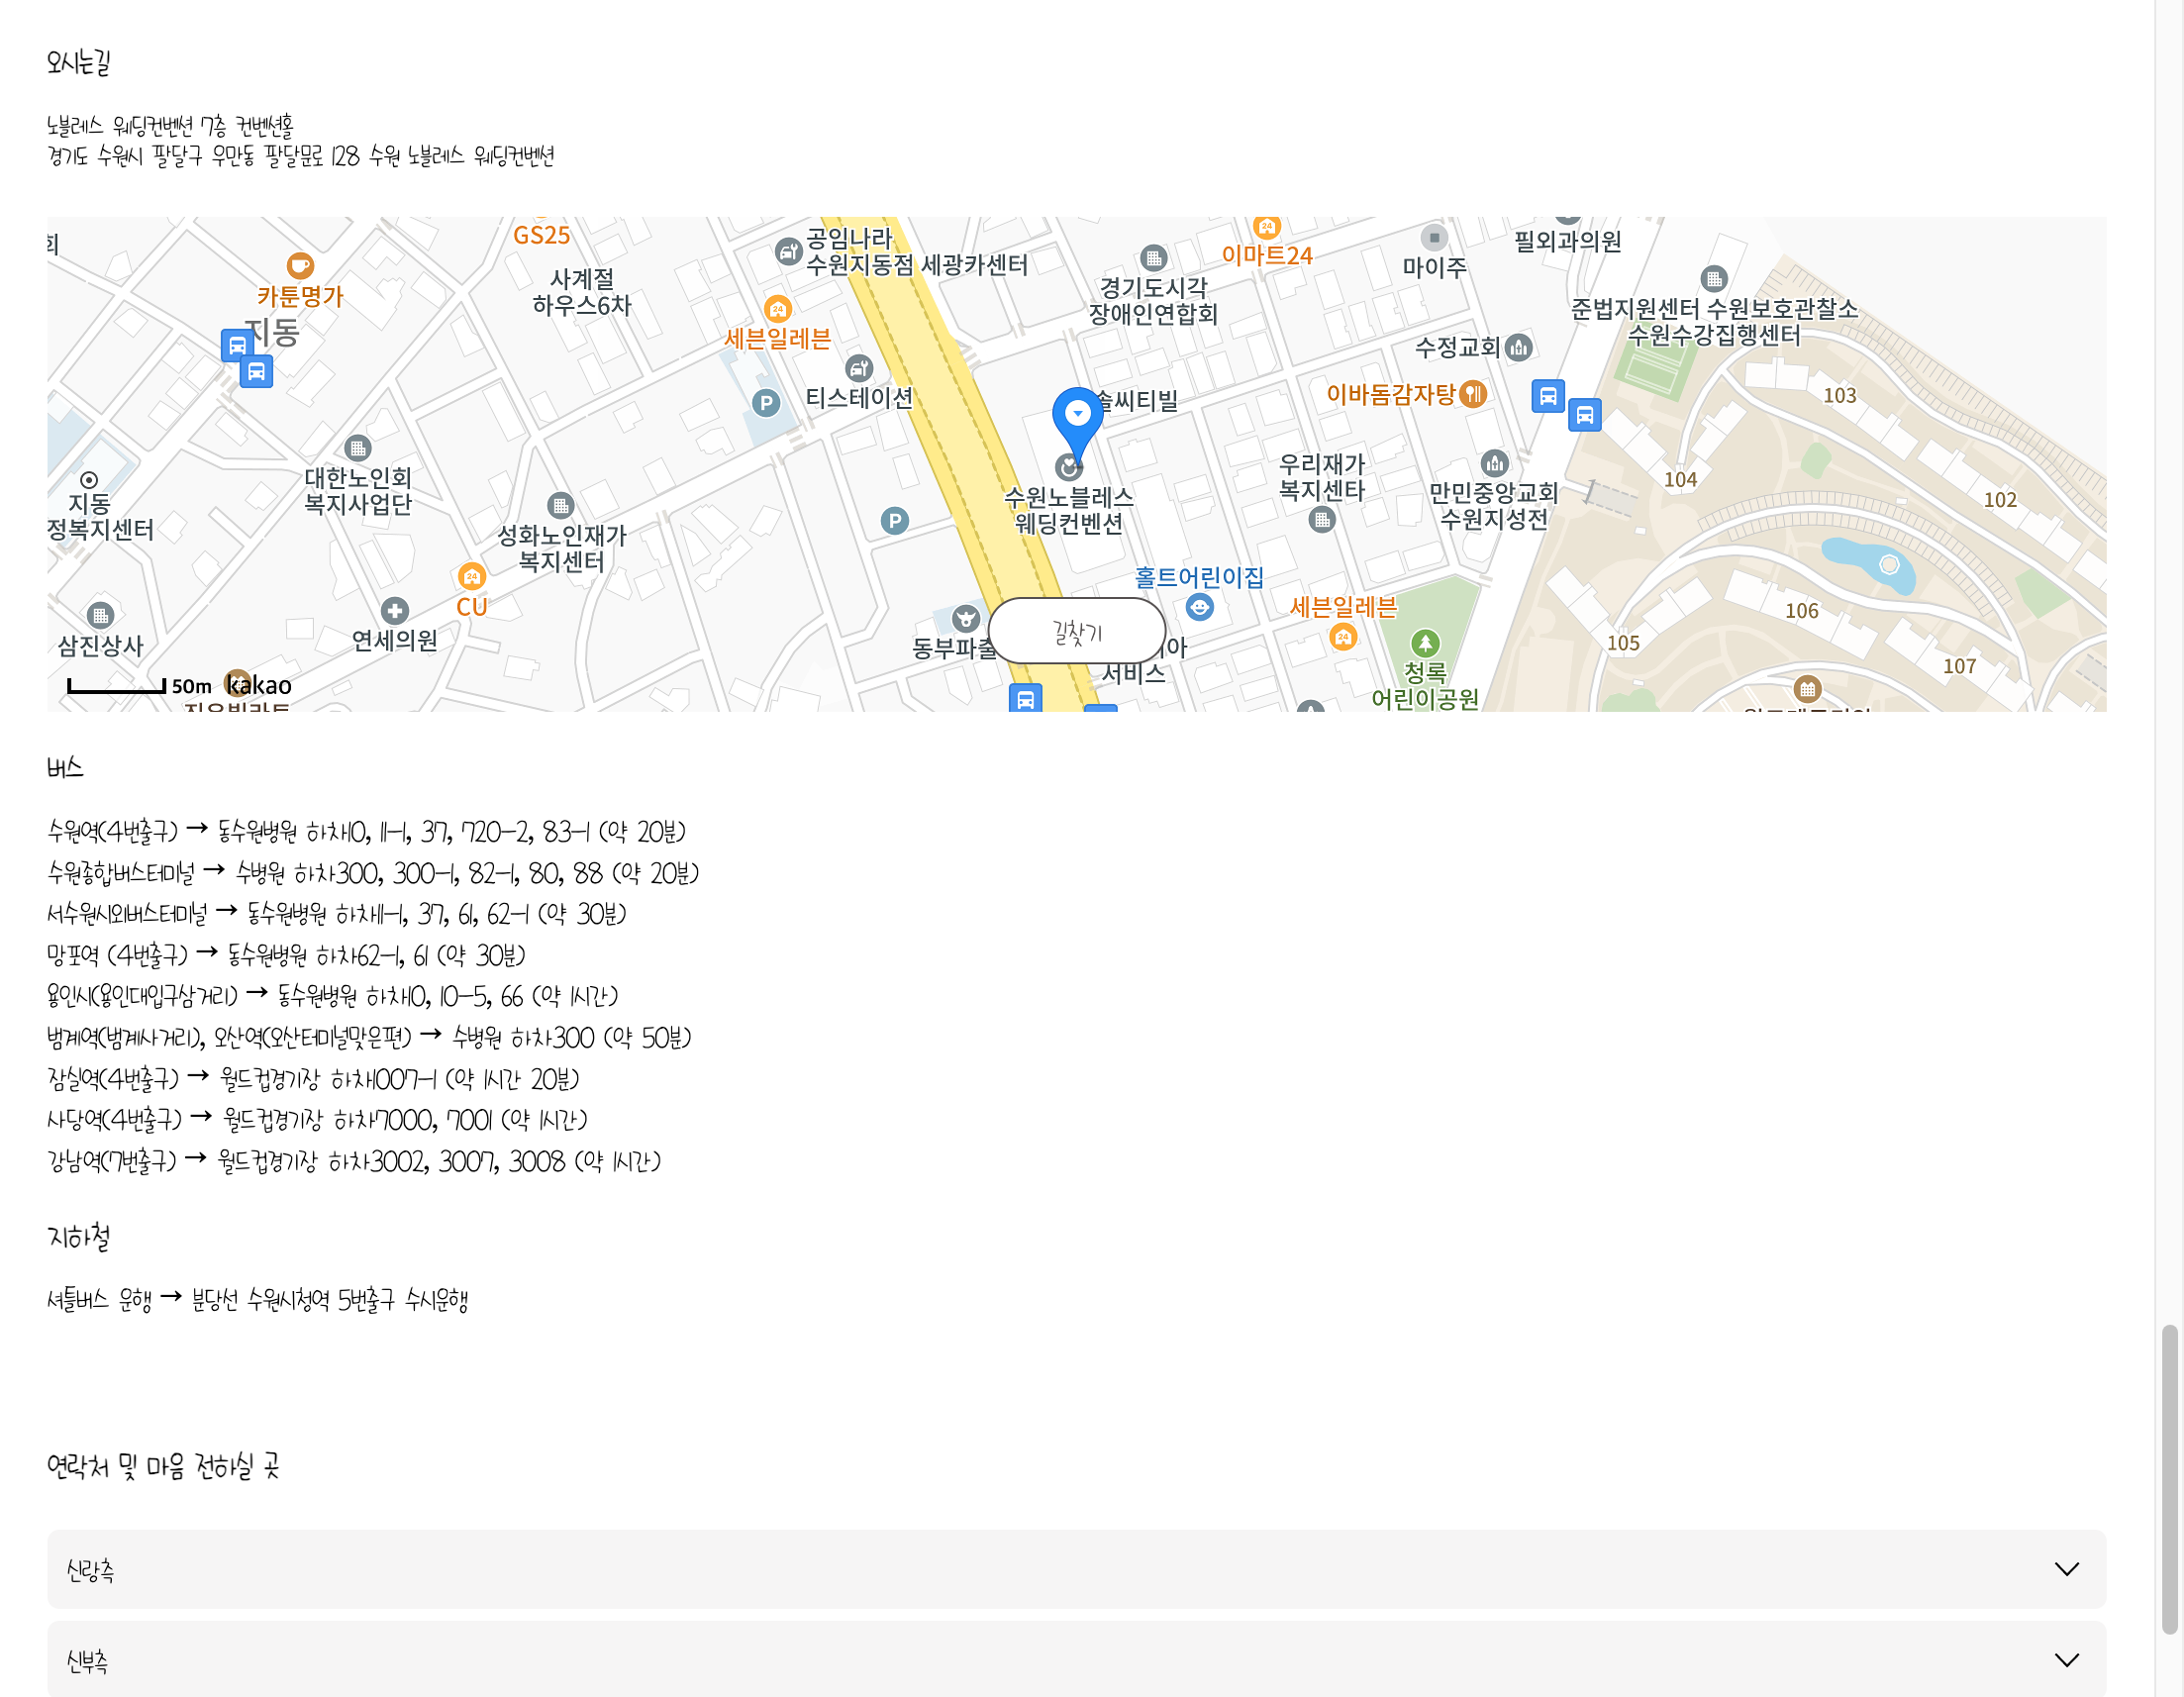 오시는길
노블레스 웨딩컨벤션 7층 컨벤션홀
경기도 수원시 팔달구 우만동 팔달문로 128 수원 노블레스 웨딩컨벤션
GS25
카툰명가
지동
사계절
하우스6차
공임나라
수원지동점
세광카센터
세븐일레븐
티스테이션
P
경기도시각
장애인연합회
이마트24
마이주
필외과의원
준법지원센터 수원보호관찰소
수원수강집행센터
수정교회
이바돔감자탕
솔씨티빌
103
104
102
대한노인회
복지사업단
지동
정복지센터
성화노인재가
복지센터
P
수원노블레스
웨딩컨벤션
우리재가
복지센타
만민중앙교회
수원지성전
홀트어린이집
세븐일레븐
CU
연세의원
삼진상사
동부파출
길찾기
아
서비스
청록
어린이공원
105
106
107
50m kakao
버스
수원역(4번출구) → 동수원병원 하차10, 11-1, 37, 720-2, 83-1 (약 20분)
수원종합버스터미널 → 수병원 하차300, 300-1, 82-1, 80, 88 (약 20분)
서수원시외버스터미널 → 동수원병원 하차11-1, 37, 61, 62-1 (약 30분)
망포역 (4번출구) → 동수원병원 하차62-1, 61 (약 30분)
용인시(용인대입구삼거리) → 동수원병원 하차10, 10-5, 66 (약 1시간)
범계역(범계사거리), 오산역(오산터미널맞은편) → 수병원 하차300 (약 50분)
잠실역(4번출구) → 월드컵경기장 하차1007-1 (약 1시간 20분)
사당역(4번출구) → 월드컵경기장 하차7000, 7001 (약 1시간)
강남역(7번출구) → 월드컵경기장 하차3002, 3007, 3008 (약 1시간)
지하철
셔틀버스 운행 → 분당선 수원시청역 5번출구 수시운행
연락처 및 마음 전하실 곳
신랑측
신부측